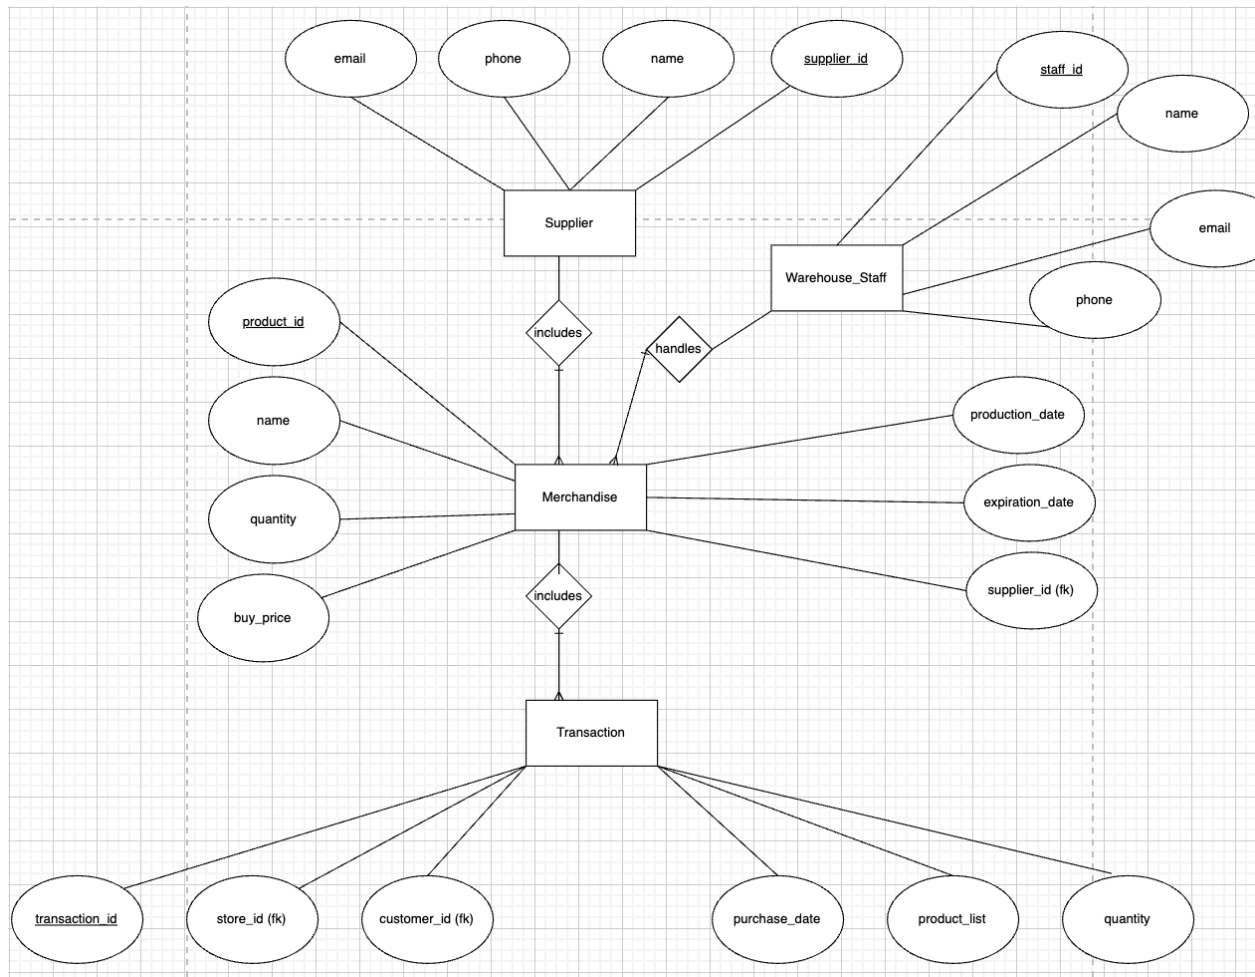 email
phone
name
supplier_id
staff_id
name
email
phone
Supplier
Warehouse_Staff
product_id
includes
handles
name
production_date
Merchandise
expiration_date
quantity
supplier_id (fk)
includes
buy_price
Transaction
transaction_id
store_id (fk)
customer_id (fk)
purchase_date
product_list
quantity